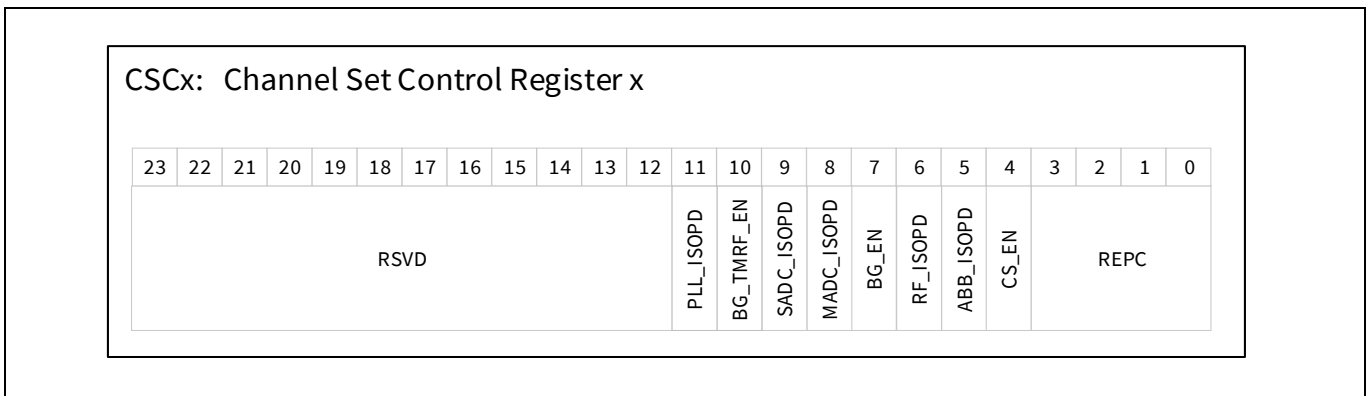 CSCx: Channel Set Control Register x
23 22 21 20 19 18 17 16 15 14 13 12 11 10 9 8 7 6 5 4 3 2 1 0
RSVD
PLL_ISOPD
BG_TMRF_EN
SADC_ISOPD
MADC_ISOPD
BG_EN
RF_ISOPD
ABB_ISOPD
CS_EN
REPC